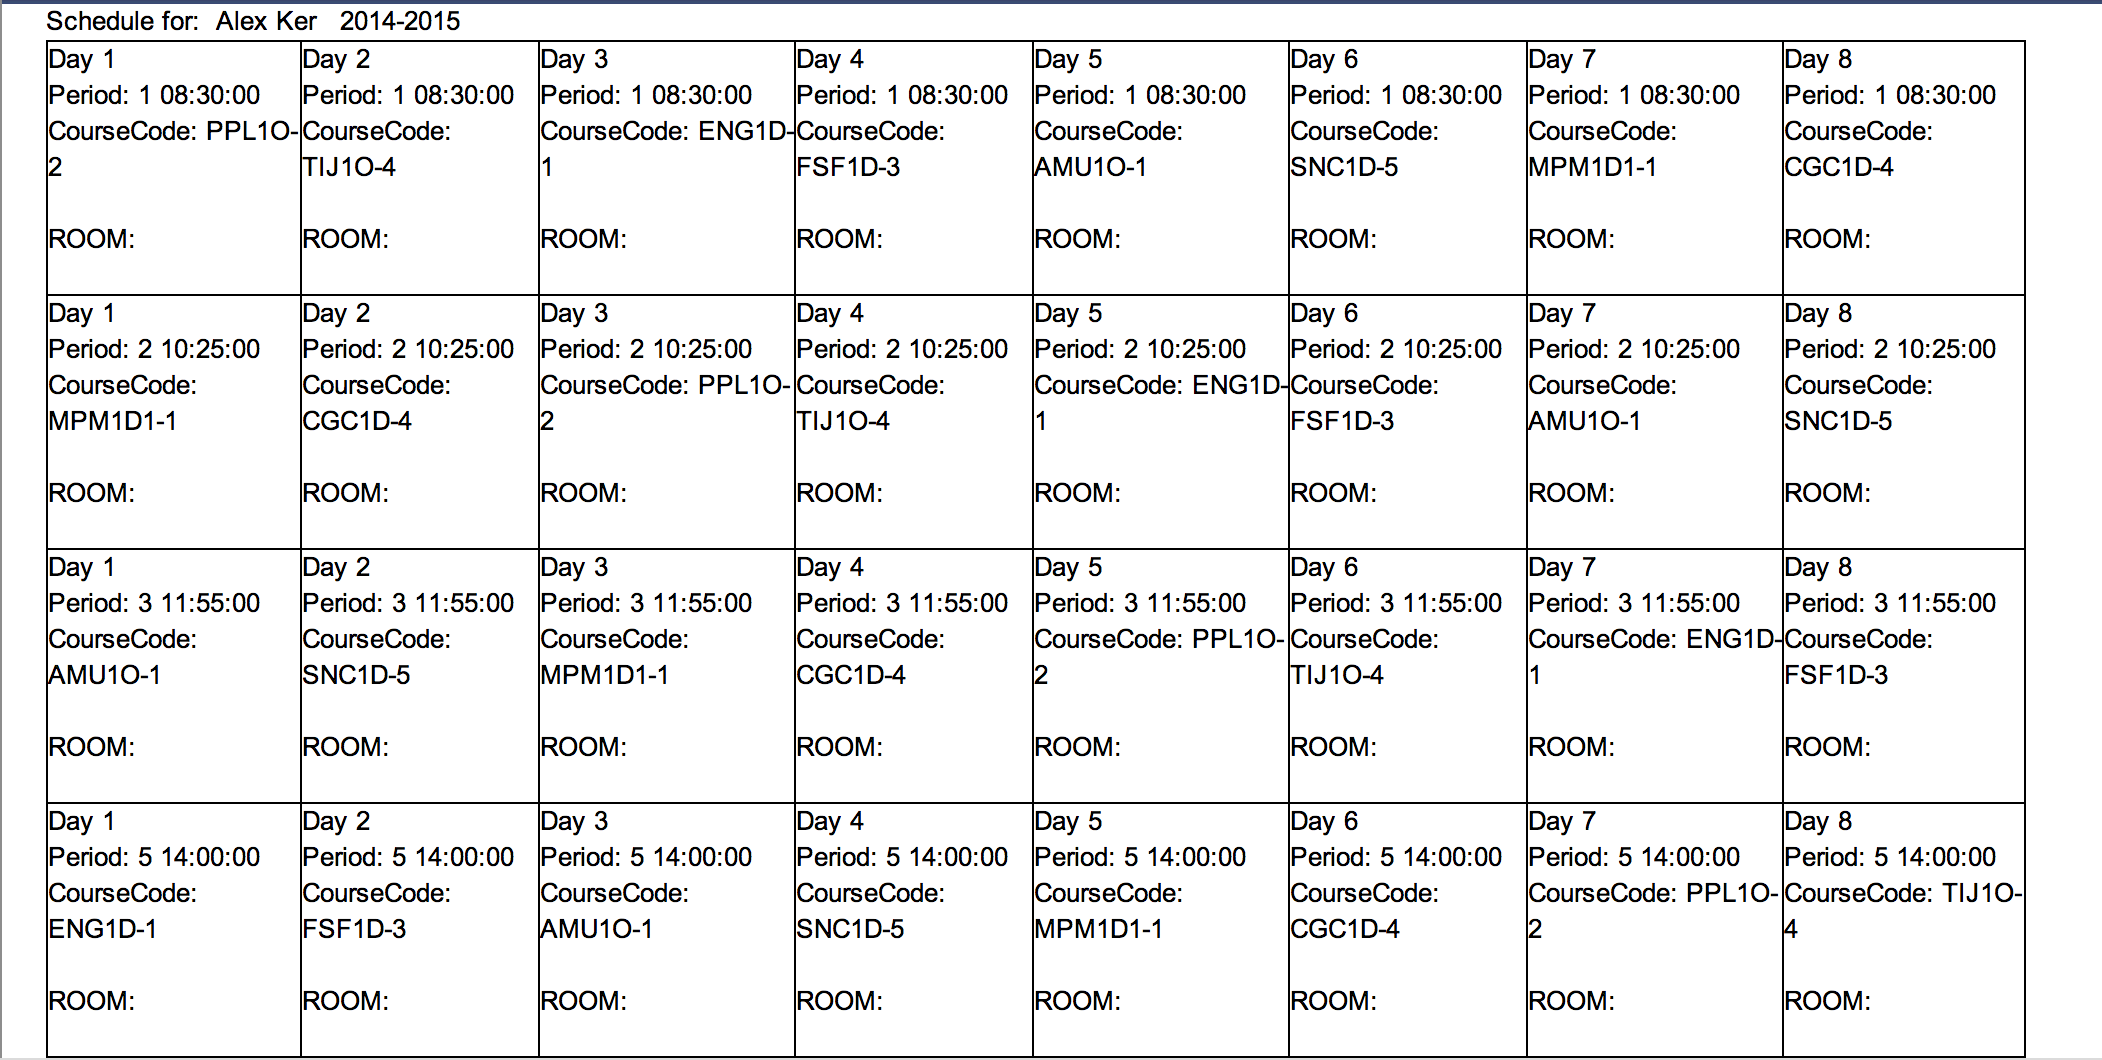 Schedule for: Alex Ker 2014-2015
Day 1
Period: 1 08:30:00
CourseCode: PPL1O-
2
ROOM:
Day 2
Period: 1 08:30:00
CourseCode:
TIJ1O-4
ROOM:
Day 3
Period: 1 08:30:00
CourseCode: ENG1D-
1
ROOM:
Day 4
Period: 1 08:30:00
CourseCode:
FSF1D-3
ROOM:
Day 5
Period: 1 08:30:00
CourseCode:
AMU1O-1
ROOM:
Day 6
Period: 1 08:30:00
CourseCode:
SNC1D-5
ROOM:
Day 7
Period: 1 08:30:00
CourseCode:
MPM1D1-1
ROOM:
Day 8
Period: 1 08:30:00
CourseCode:
CGC1D-4
ROOM:
Day 1
Period: 2 10:25:00
CourseCode:
MPM1D1-1
ROOM:
Day 2
Period: 2 10:25:00
CourseCode:
CGC1D-4
ROOM:
Day 3
Period: 2 10:25:00
CourseCode: PPL1O-
2
ROOM:
Day 4
Period: 2 10:25:00
CourseCode:
TIJ1O-4
ROOM:
Day 5
Period: 2 10:25:00
CourseCode: ENG1D-
1
ROOM:
Day 6
Period: 2 10:25:00
CourseCode:
FSF1D-3
ROOM:
Day 7
Period: 2 10:25:00
CourseCode:
AMU1O-1
ROOM:
Day 8
Period: 2 10:25:00
CourseCode:
SNC1D-5
ROOM:
Day 1
Period: 3 11:55:00
CourseCode:
AMU1O-1
ROOM:
Day 2
Period: 3 11:55:00
CourseCode:
SNC1D-5
ROOM:
Day 3
Period: 3 11:55:00
CourseCode:
MPM1D1-1
ROOM:
Day 4
Period: 3 11:55:00
CourseCode:
CGC1D-4
ROOM:
Day 5
Period: 3 11:55:00
CourseCode: PPL1O-
2
ROOM:
Day 6
Period: 3 11:55:00
CourseCode:
TIJ1O-4
ROOM:
Day 7
Period: 3 11:55:00
CourseCode: ENG1D-
1
ROOM:
Day 8
Period: 3 11:55:00
CourseCode:
FSF1D-3
ROOM:
Day 1
Period: 5 14:00:00
CourseCode:
ENG1D-1
ROOM:
Day 2
Period: 5 14:00:00
CourseCode:
FSF1D-3
ROOM:
Day 3
Period: 5 14:00:00
CourseCode:
AMU1O-1
ROOM:
Day 4
Period: 5 14:00:00
CourseCode:
SNC1D-5
ROOM:
Day 5
Period: 5 14:00:00
CourseCode:
MPM1D1-1
ROOM:
Day 6
Period: 5 14:00:00
CourseCode:
CGC1D-4
ROOM:
Day 7
Period: 5 14:00:00
CourseCode: PPL1O-
2
ROOM:
Day 8
Period: 5 14:00:00
CourseCode: TIJ1O-
4
ROOM: